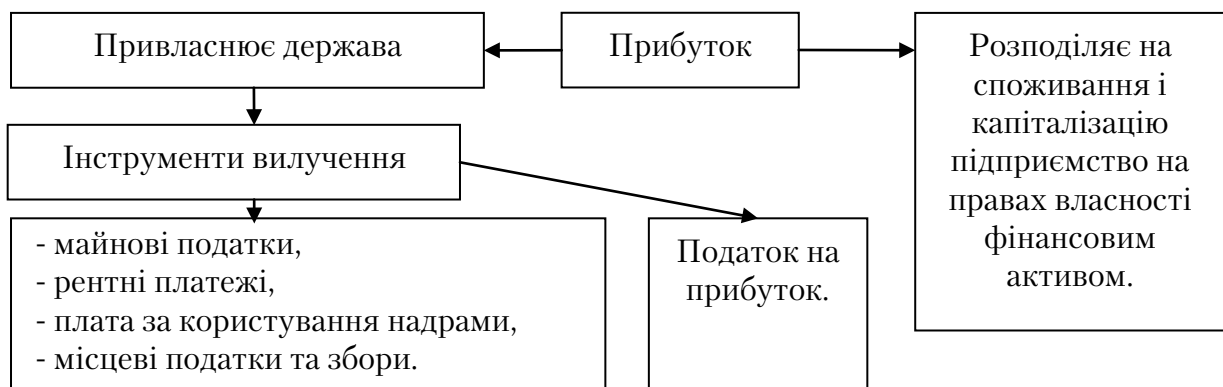 Привласнює держава
Прибуток
Розподіляє на
споживання і
капіталізацію
підприємство на
правах власності
фінансовим
активом.
Інструменти вилучення
- майнові податки,
- рентні платежі,
- плата за користування надрами,
- місцеві податки та збори.
Податок на
прибуток.